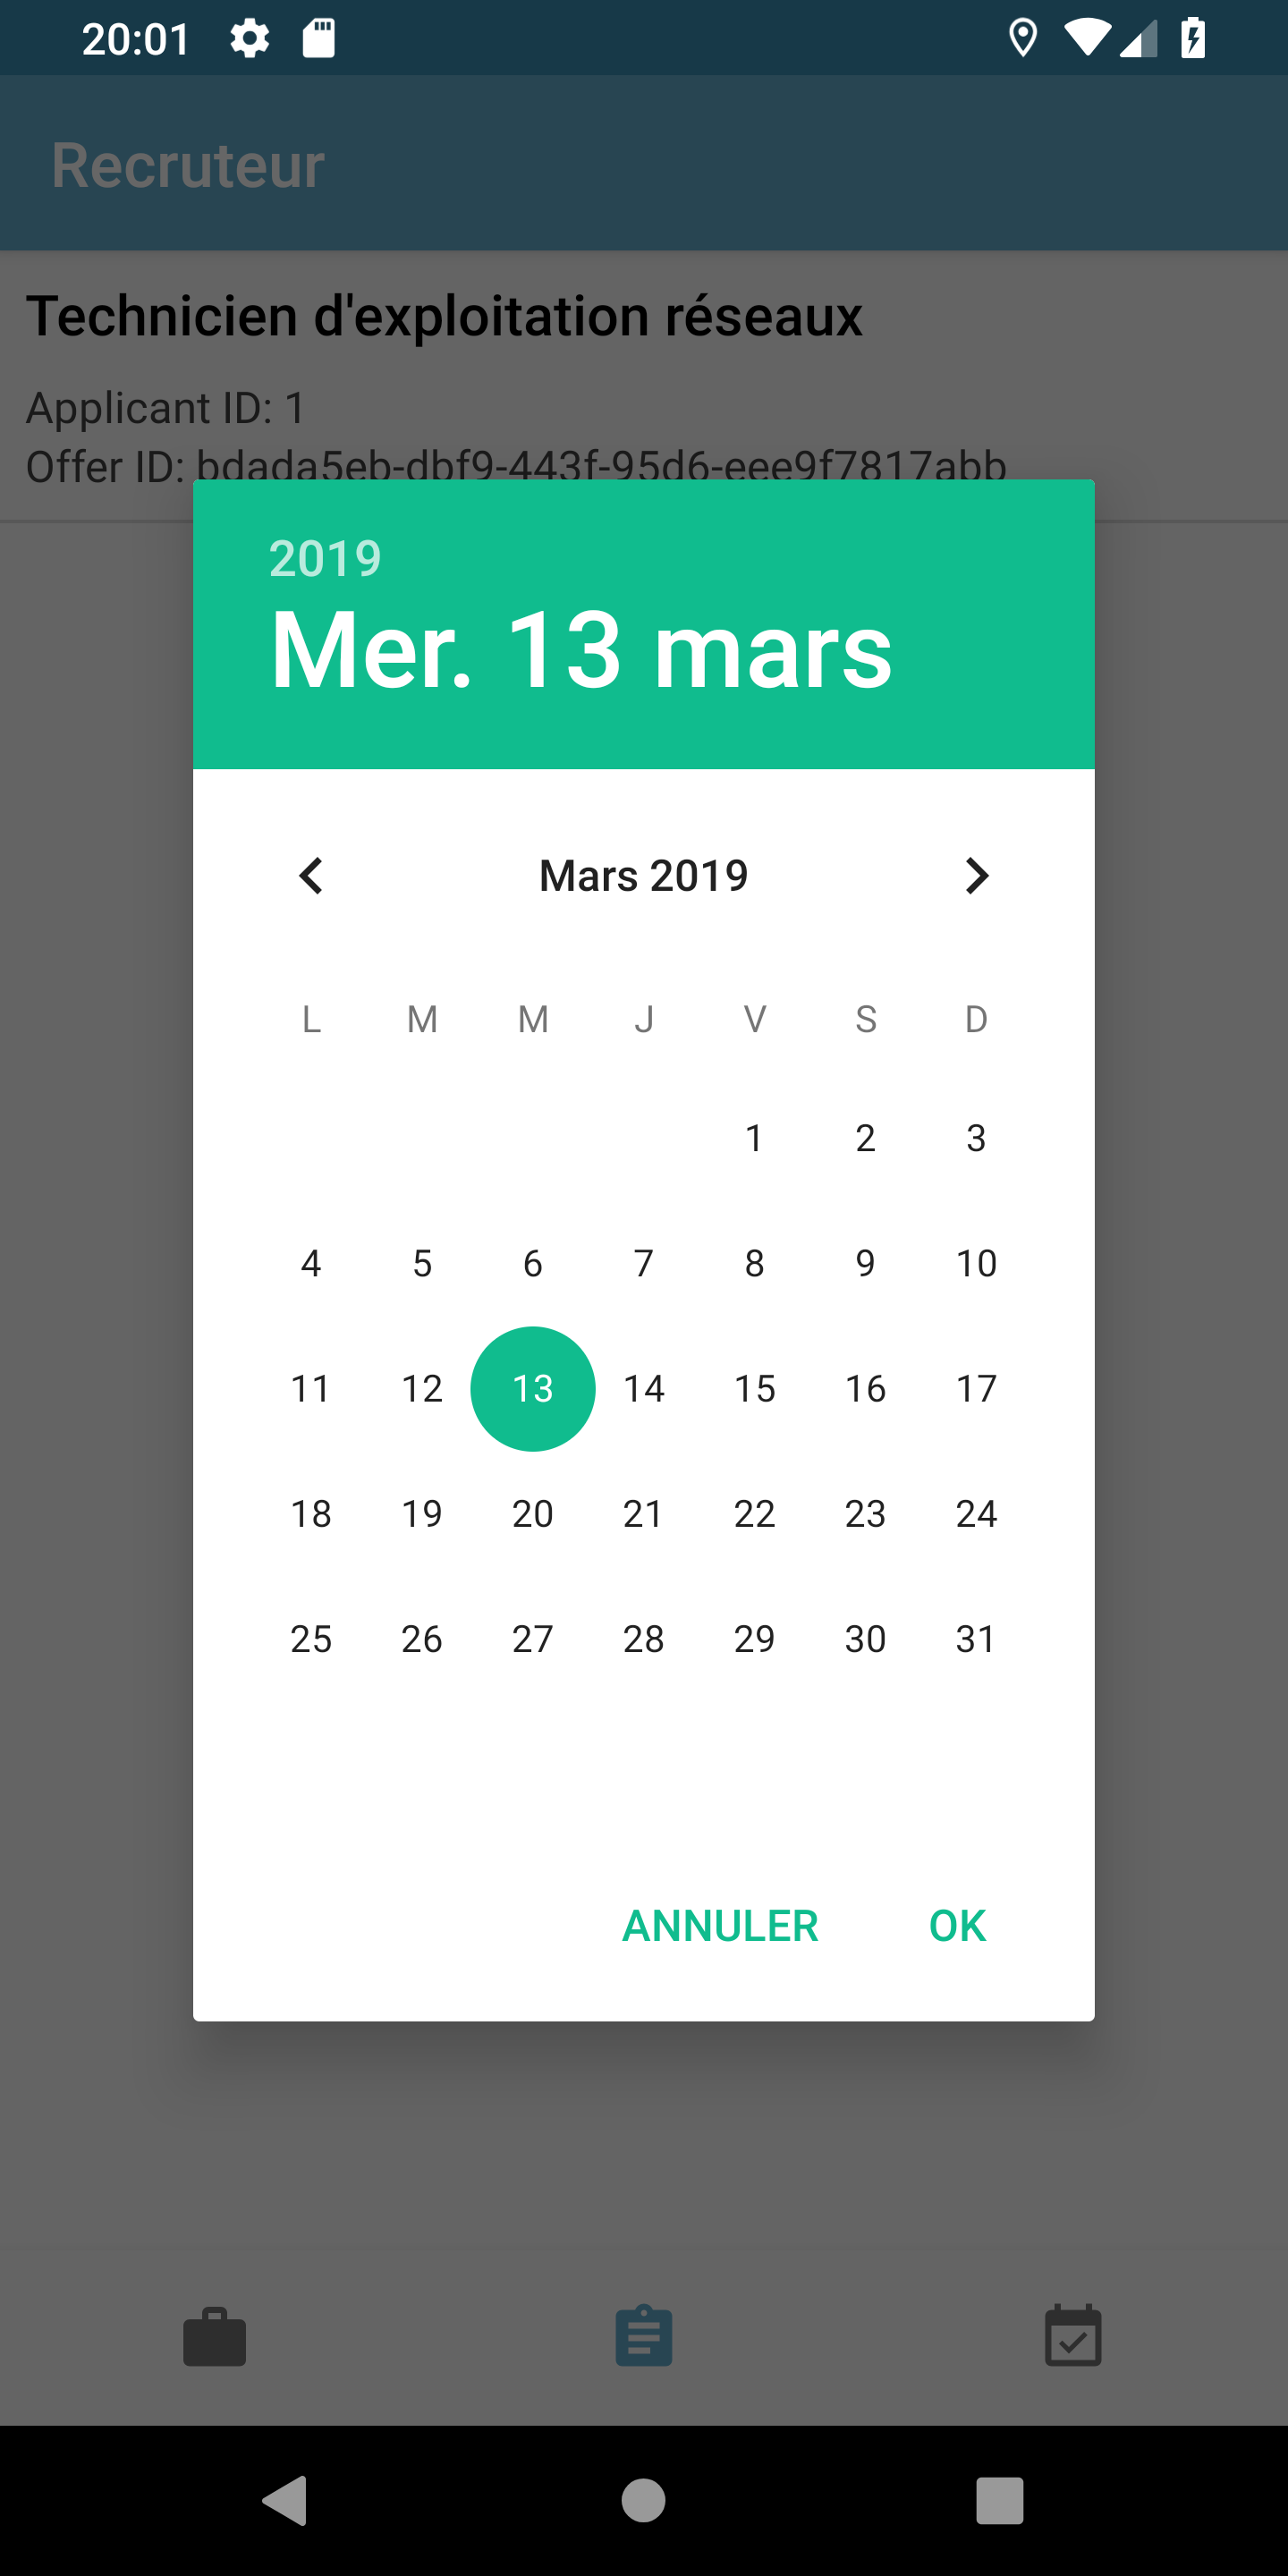 20:01
Recruteur
Technicien d'exploitation réseaux
Applicant ID: 1
Offer ID: bdada5eb-dbf9-443f-95d6-eee9f7817abb
2019
Mer. 13 mars
Mars 2019
L M M J V S D
1 2 3
4 5 6 7 8 9 10
11 12 13 14 15 16 17
18 19 20 21 22 23 24
25 26 27 28 29 30 31
ANNULER OK